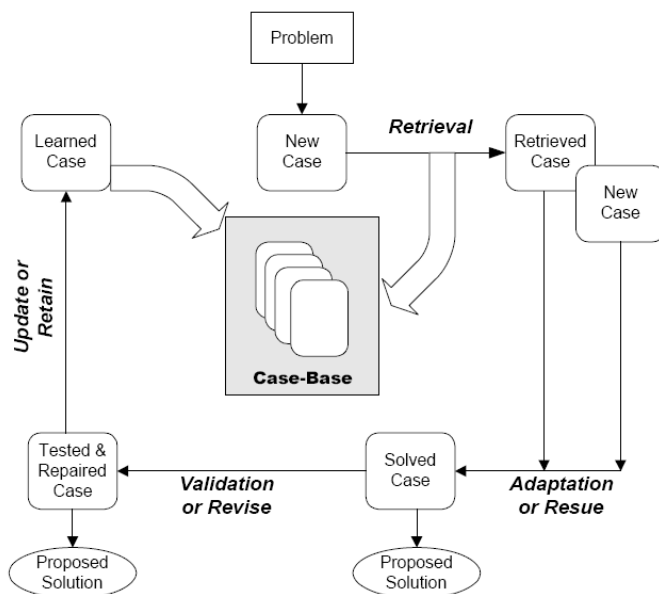 Problem
Learned
Case
New
Case
Retrieval
Retrieved
Case
New
Case
Update or
Retain
Case-Base
Tested &
Repaired
Case
Validation
or Revise
Solved
Case
Adaptation
or Resue
Proposed
Solution
Proposed
Solution